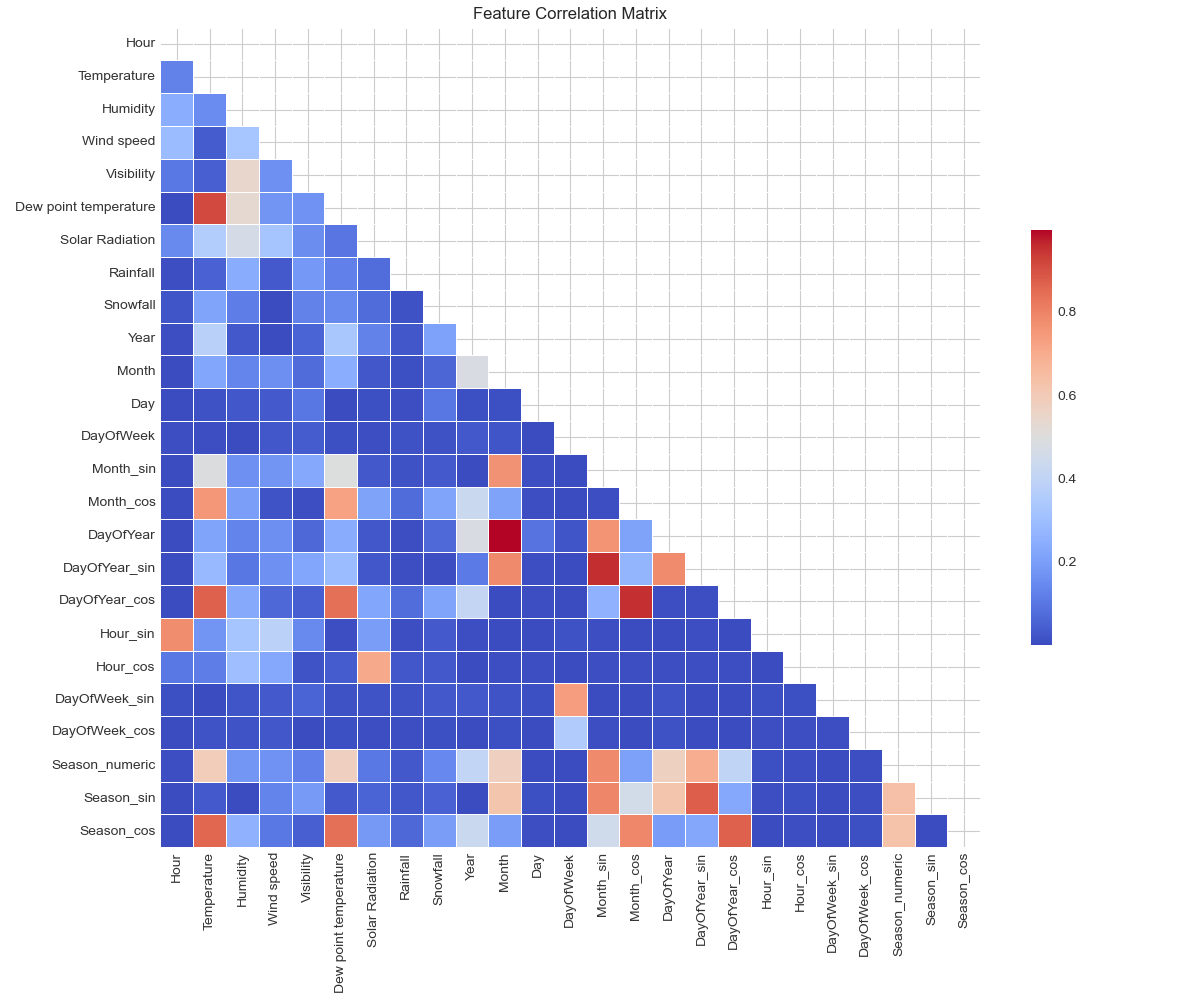 Feature Correlation Matrix
Hour
Temperature
Humidity
Wind speed
Visibility
Dew point temperature
Solar Radiation
Rainfall
Snowfall
Year
Month
Day
DayOfWeek
Month_sin
Month_cos
DayOfYear
DayOfYear_sin
DayOfYear_cos
Hour_sin
Hour_cos
DayOfWeek_sin
DayOfWeek_cos
Season_numeric
Season_sin
Season_cos
Hour
Temperature
Humidity
Wind speed
Visibility
Dew point temperature
Solar Radiation
Rainfall
Snowfall
Year
Month
Day
DayOfWeek
Month_sin
Month_cos
DayOfYear
DayOfYear_sin
DayOfYear_cos
Hour_sin
Hour_cos
DayOfWeek_sin
DayOfWeek_cos
Season_numeric
Season_sin
Season_cos
0.8
0.6
0.4
0.2